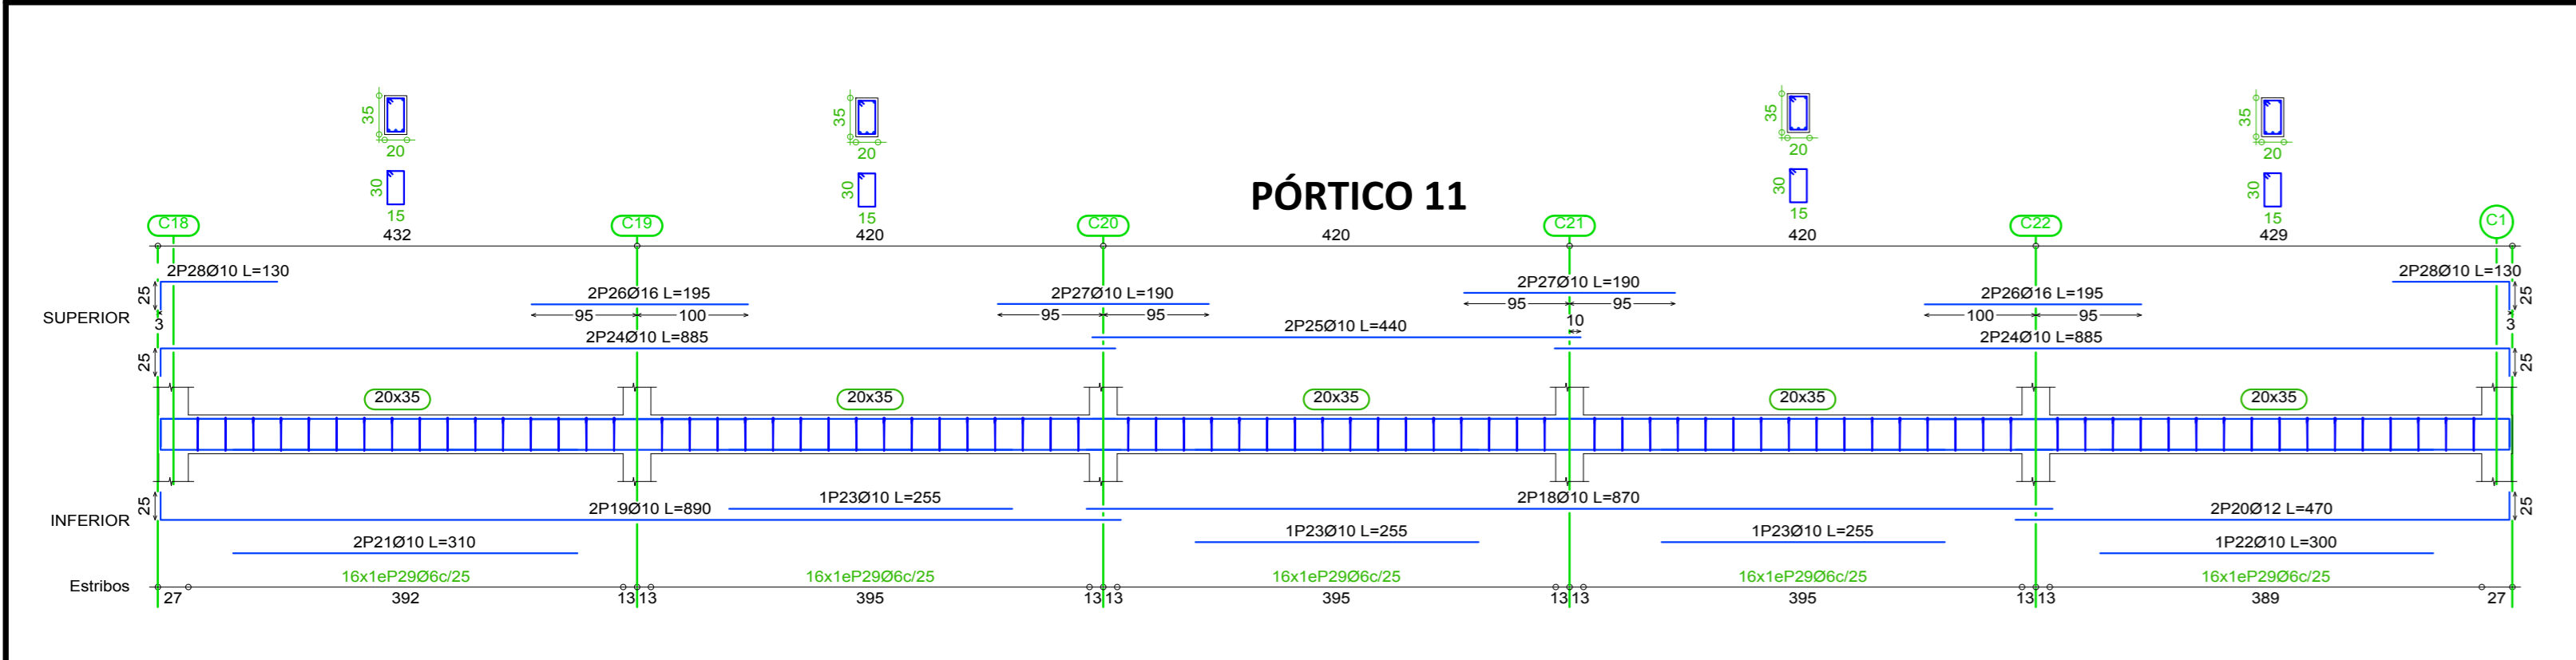 35 35 35 35
20 20 20 20
30 30 30 30
PÓRTICO 11
15 15 15 15
C18 C19 C20 C21 C22 C1
432 420 420 420 429
2P28Ø10 L=130 2P28Ø10 L=130
2P27Ø10 L=190
2P26Ø16 L=195 2P27Ø10 L=190 2P26Ø16 L=195
25 25
95 95
SUPERIOR 95 100 95 95 100 95
3 10 3
2P25Ø10 L=440
2P24Ø10 L=885 2P24Ø10 L=885
25 25
20x35 20x35 20x35 20x35 20x35
1P23Ø10 L=255 2P18Ø10 L=870
25 25
INFERIOR 2P19Ø10 L=890 2P20Ø12 L=470
1P23Ø10 L=255 1P23Ø10 L=255
2P21Ø10 L=310 1P22Ø10 L=300
16x1eP29Ø6c/25 16x1eP29Ø6c/25 16x1eP29Ø6c/25 16x1eP29Ø6c/25 16x1eP29Ø6c/25
Estribos
27 392 13 13 395 13 13 395 13 13 395 13 13 389 27